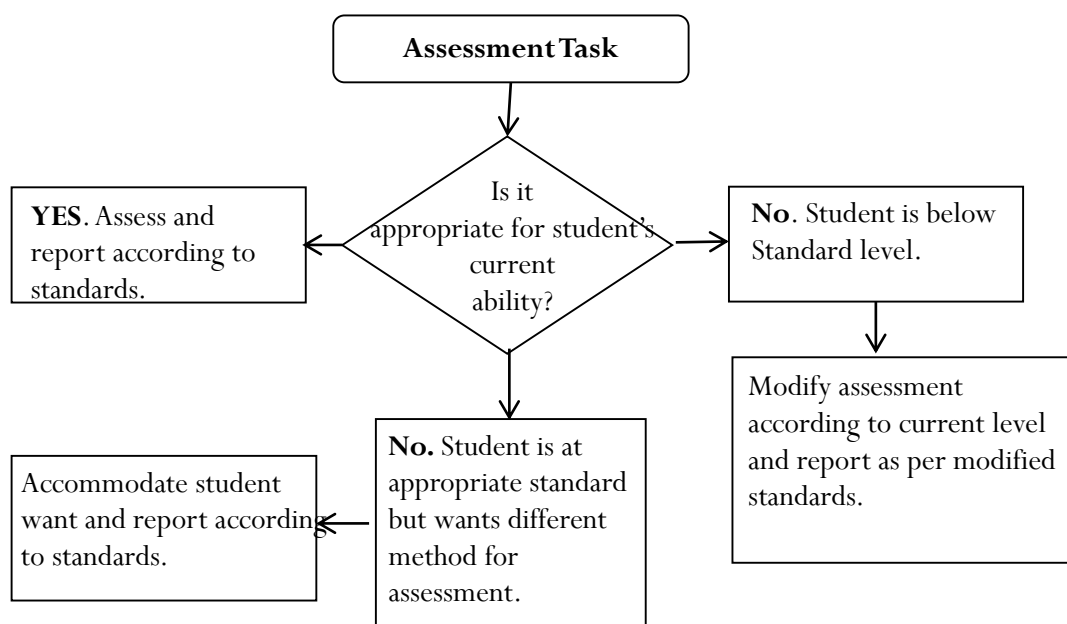 Assessment Task
Is it
appropriate for student's
current
ability?
YES. Assess and
report according to
standards.
No. Student is below
Standard level.
Modify assessment
according to current level
and report as per modified
standards.
No. Student is at
appropriate standard
but wants different
method for
assessment.
Accommodate student
want and report according
to standards.